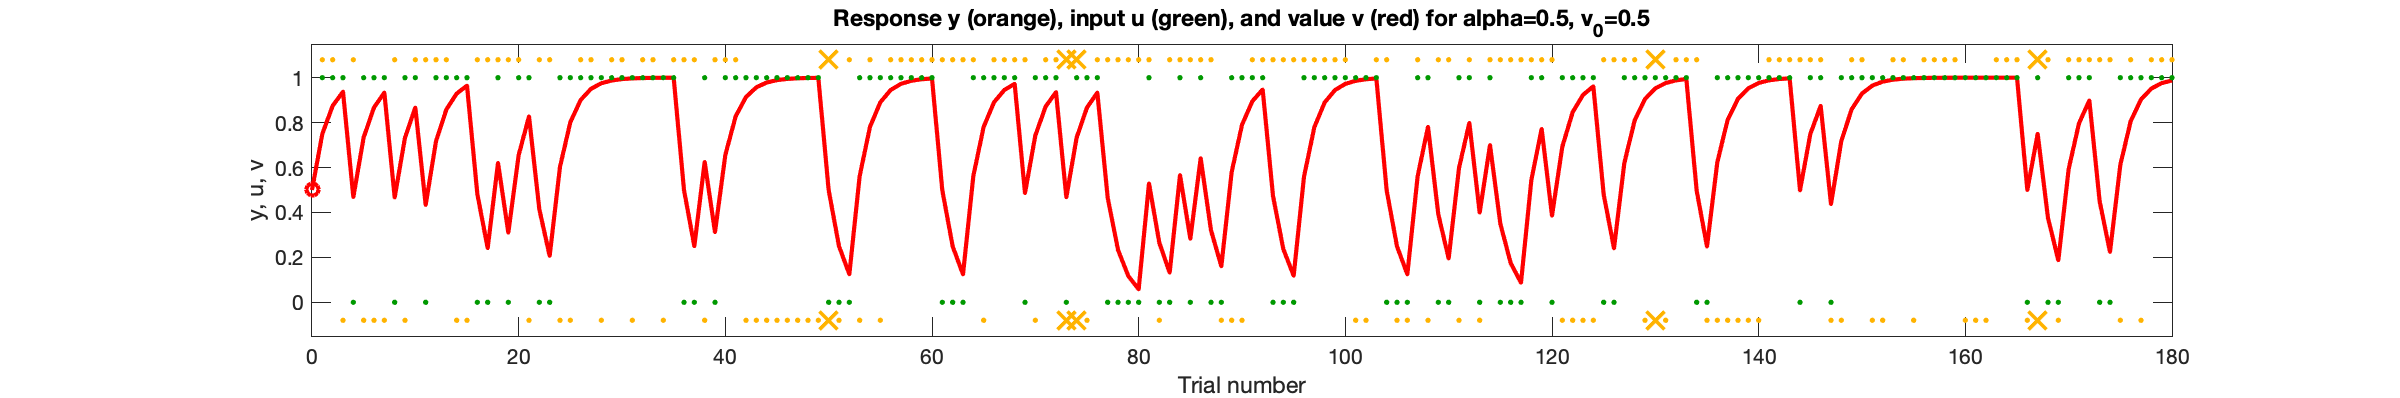 Response y (orange), input u (green), and value v (red) for alpha=0.5, v0=0.5
y, u, v
1
0.8
0.6
0.4
0.2
0
0 20 40 60 80 100 120 140 160 180
Trial number